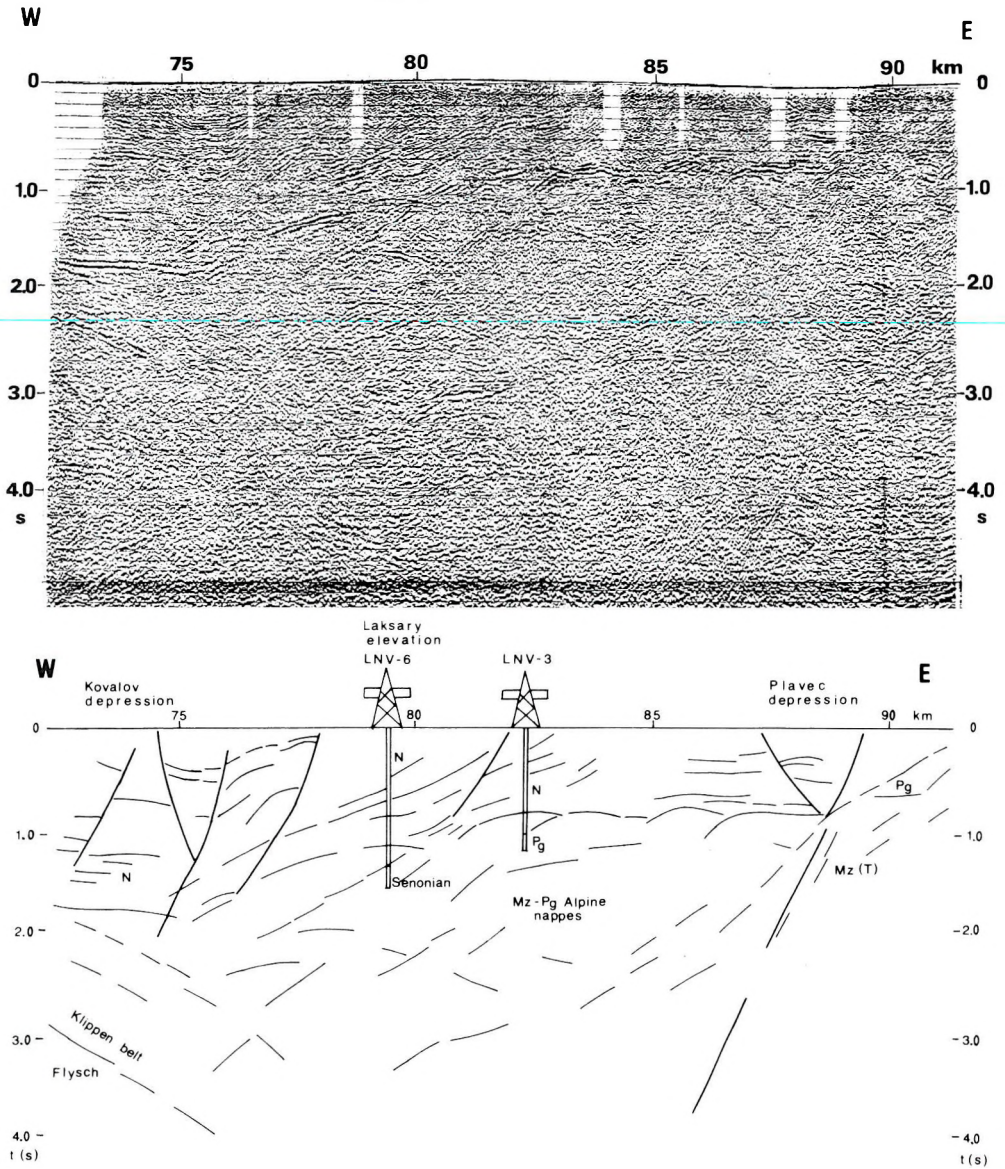 W
E
75 80 85 90 km
0 0
1.0 1.0
2.0 2.0
3.0 3.0
4.0 4.0
s s
Laksary
elevation
W LNV-6 LNV-3 E
Kovalov
depression
Plavec
depression
75 80 85 90 km
0 0
N
N
Pg
1.0 1.0
Pg
N
Senonian
Mz (T)
Mz-Pg Alpine
nappes
2.0 2.0
Klippen belt
3.0 3.0
Flysch
4.0 4.0
t (s) t (s)